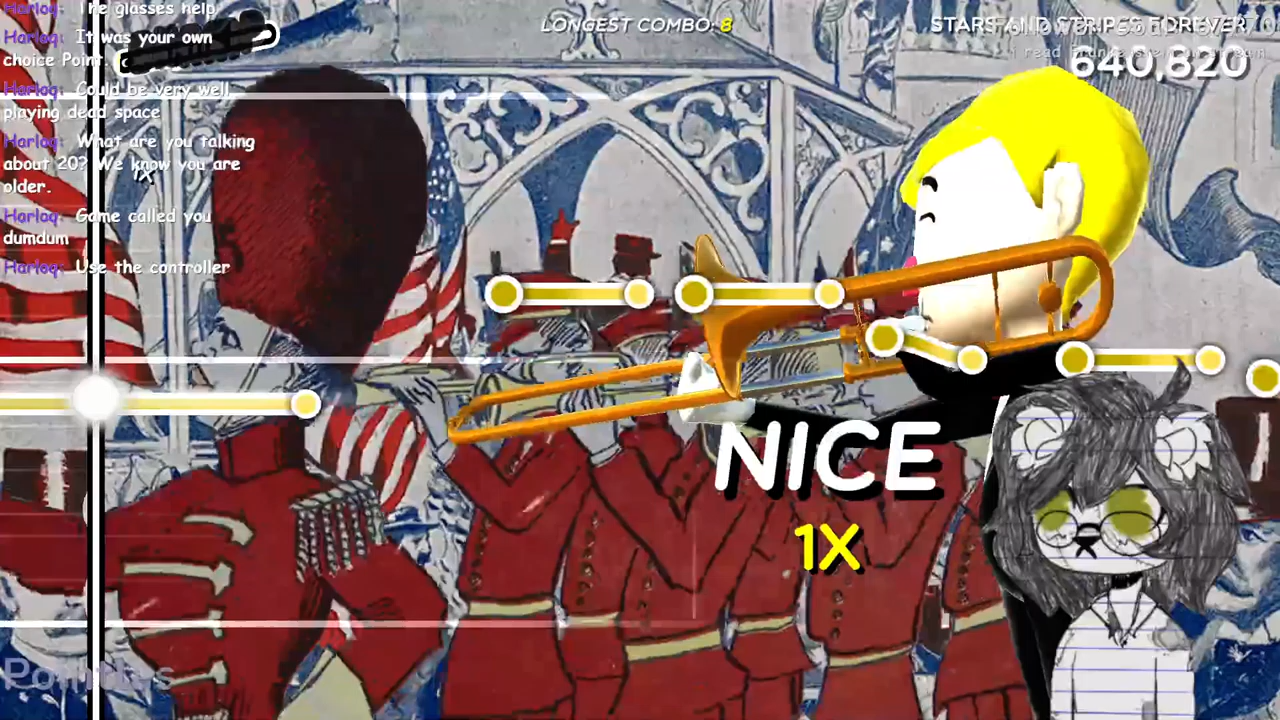 Harloq: The glasses help
LONGEST COMBO: 8
STARS AND STRIPES FOREVER
Harloq: It was your own
choice Point.
640,820
Harloq: Could be very well
playing dead space
Harloq: What are you talking
about 20? We know you are
older.
1X
Harloq: Game called you
dumdum
Harloq: Use the controller
NICE
1X